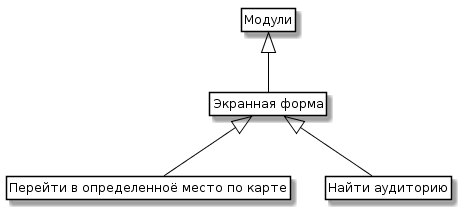 Модули
Экранная форма
Перейти в определенноё место по карте
Найти аудиторию